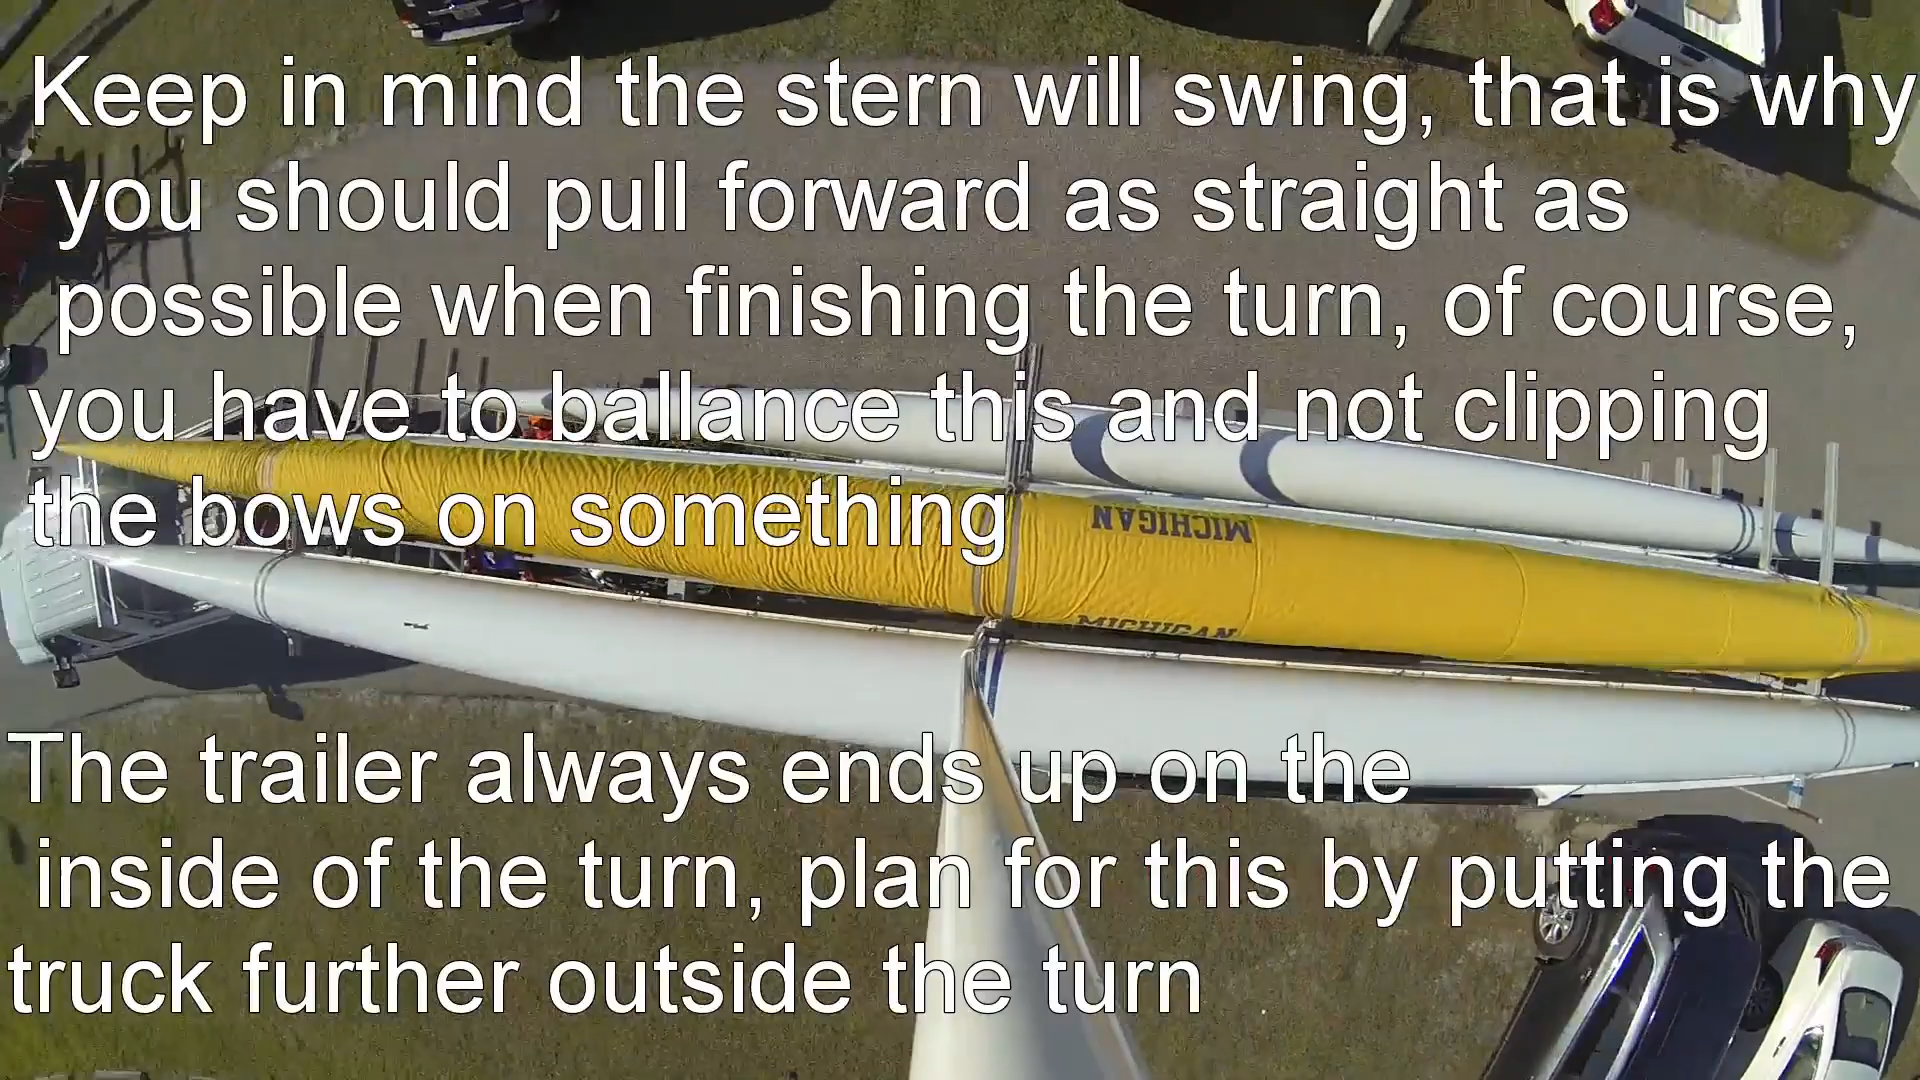 Keep in mind the stern will swing, that is why
you should pull forward as straight as
possible when finishing the turn, of course,
you have to ballance this and not clipping
the bows on something
MICHIGAN
MICHIGAN
The trailer always ends up on the
inside of the turn, plan for this by putting the
truck further outside the turn